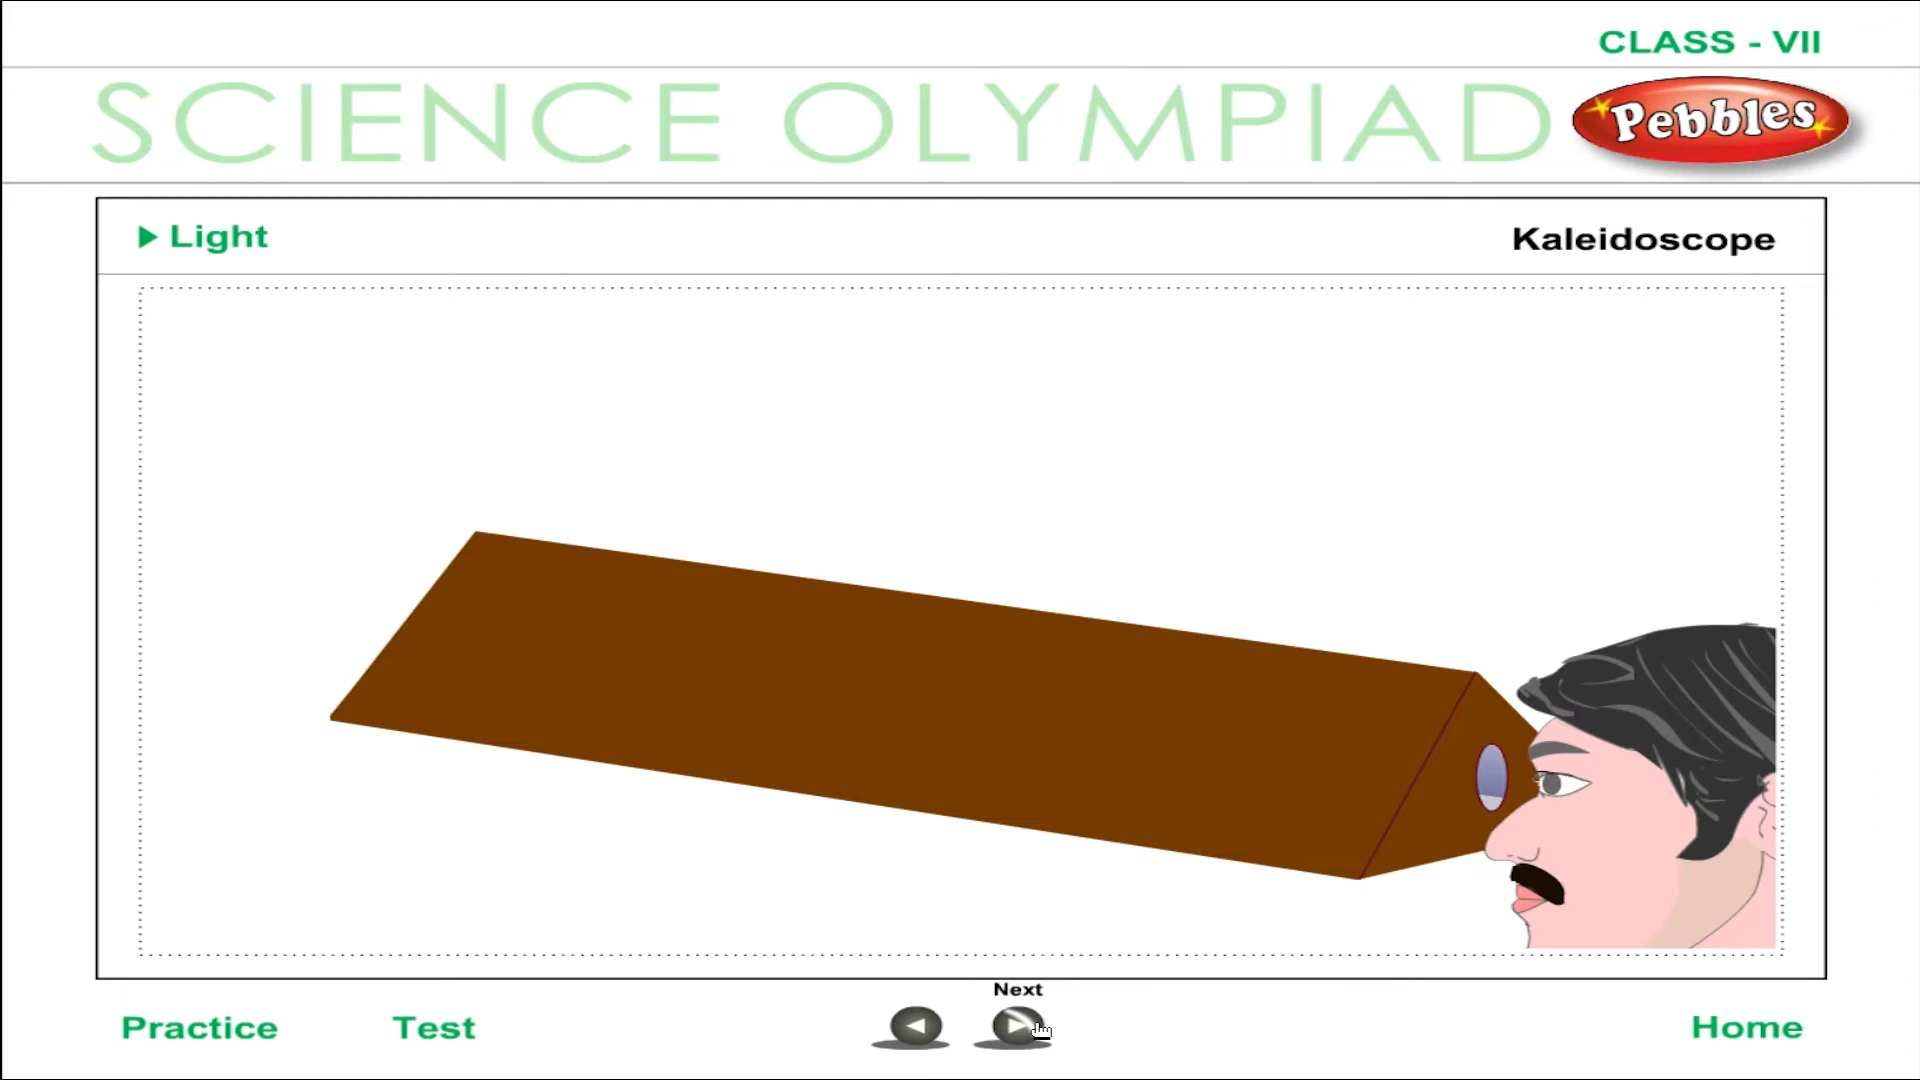 CLASS - VII
SCIENCE OLYMPIAD
Pebbles
Light
Kaleidoscope
Next
Practice
Test
Home